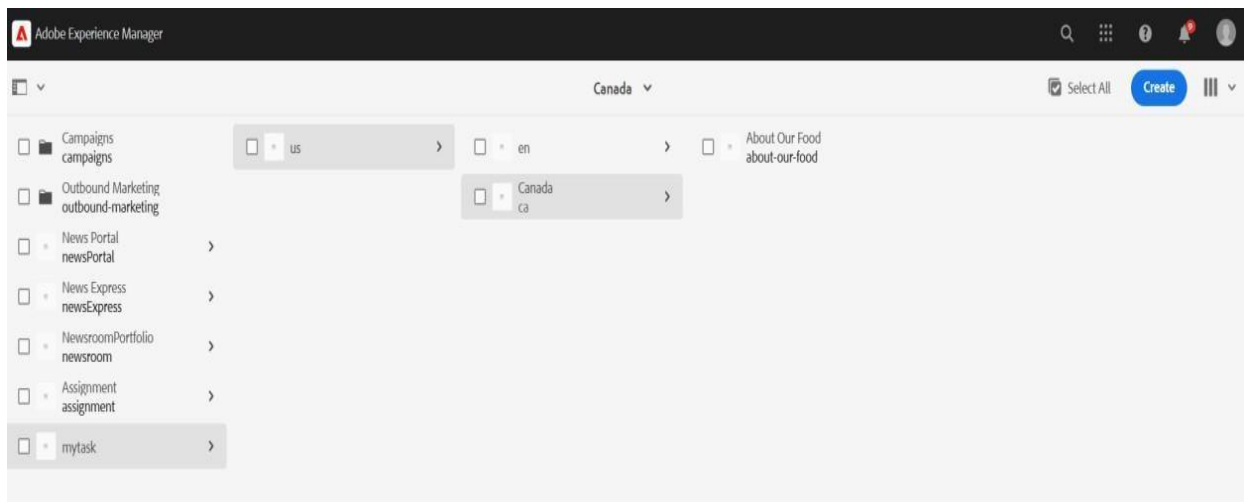 Adobe Experience Manager
Canada
Select All
Create
Campaigns
campaigns
Outbound Marketing
outbound-marketing
News Portal
newsPortal
News Express
newsExpress
NewsroomPortfolio
newsroom
Assignment
assignment
mytask
us
en
Canada
ca
About Our Food
about-our-food